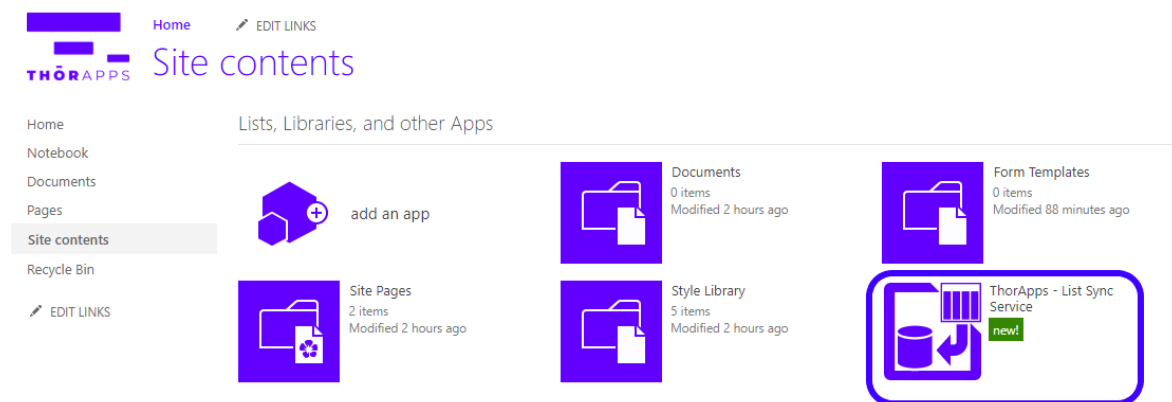 Home
EDIT LINKS
THŌRAPPS
Site contents
Home
Notebook
Documents
Pages
Site contents
Recycle Bin
EDIT LINKS
Lists, Libraries, and other Apps
add an app
Documents
0 items
Modified 2 hours ago
Form Templates
0 items
Modified 88 minutes ago
Site Pages
2 items
Modified 2 hours ago
Style Library
5 items
Modified 2 hours ago
ThorApps - List Sync
Service
new!